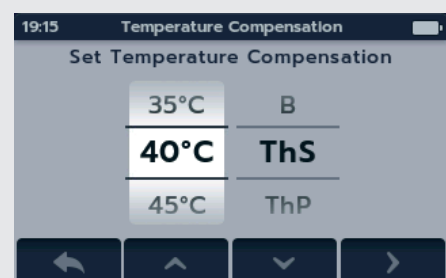 19:15 Temperature Compensation
Set Temperature Compensation
35°C B
40°C ThS
45°C ThP